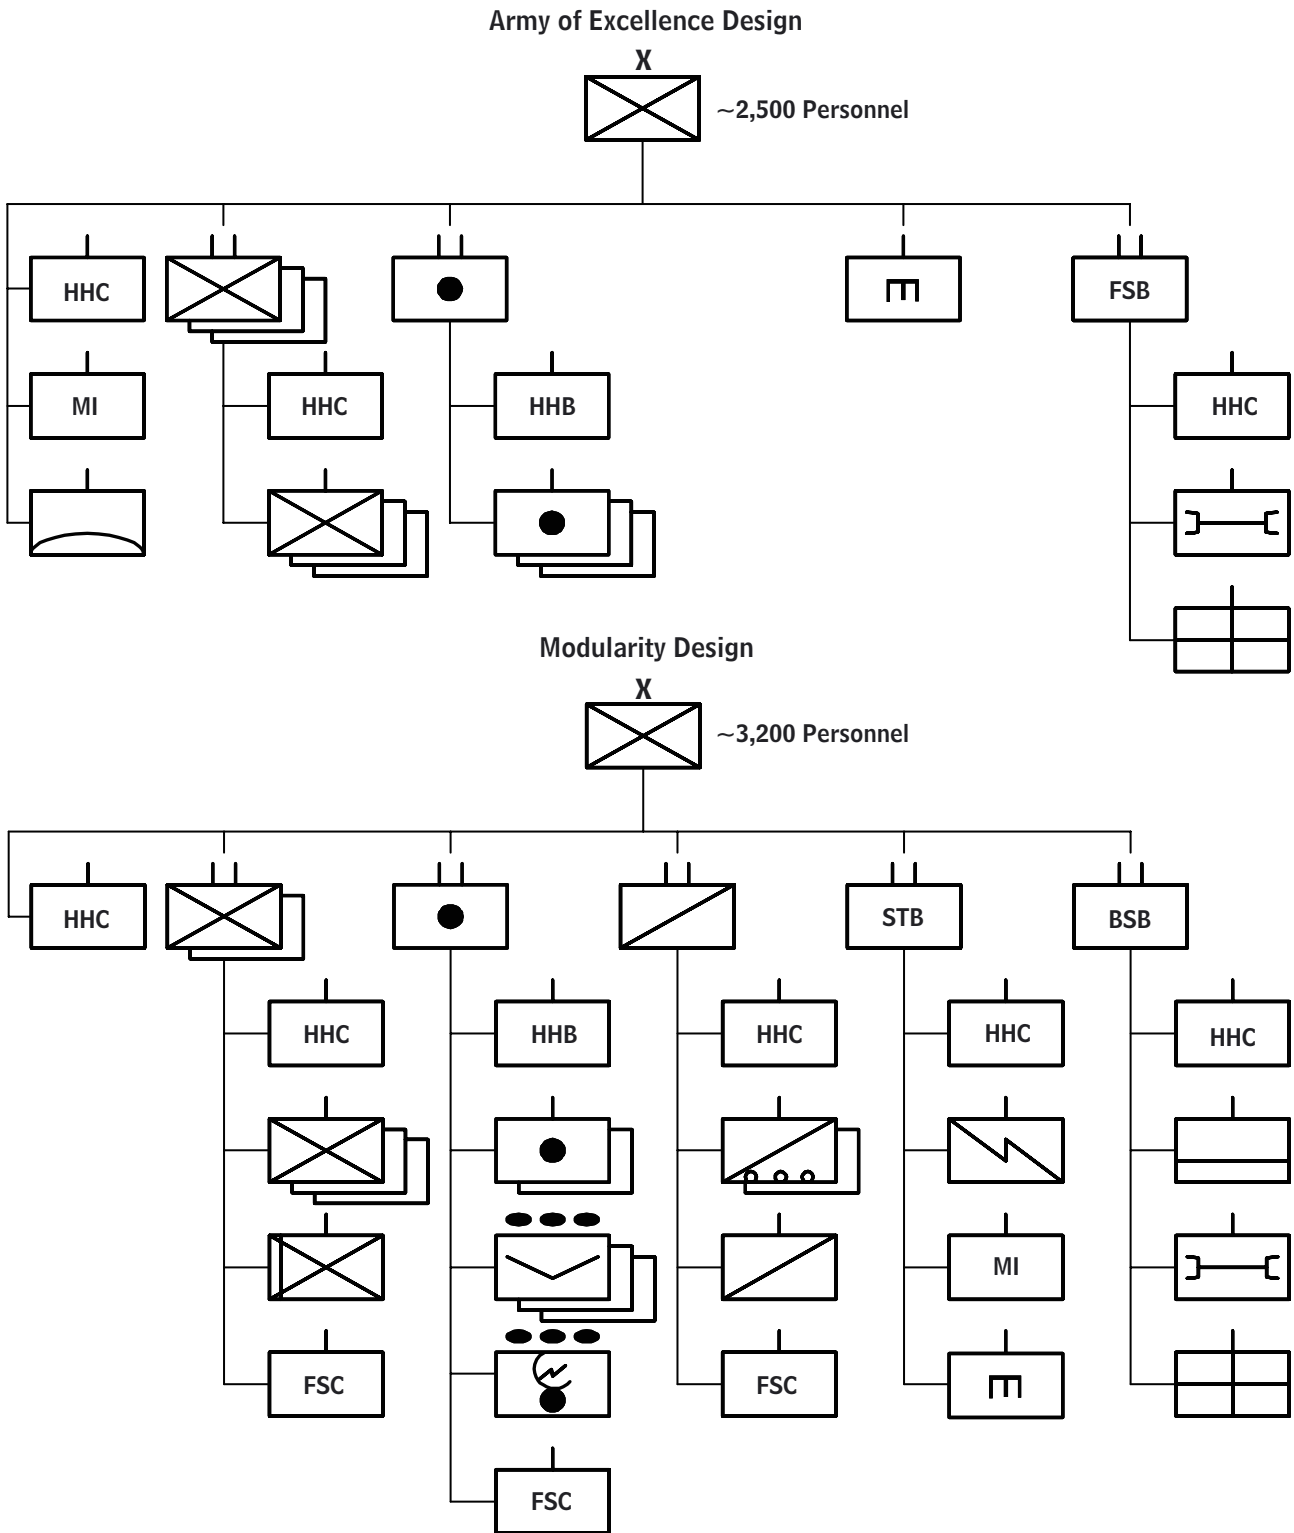 Army of Excellence Design
X
~2,500 Personnel
HHC
FSB
MI
HHC
HHB
HHC
Modularity Design
X
~3,200 Personnel
HHC
STB
BSB
HHC
HHB
HHC
HHC
HHC
MI
FSC
FSC
FSC